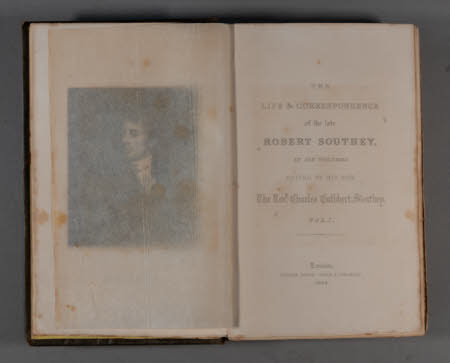 THE
LIFE & CORRESPONDENCE
of the late
ROBERT SOUTHEY,
IN SIX VOLUMES
EDITED BY HIS SON
The Rev. Charles Cuthbert Southey.
VOL. I.
London,